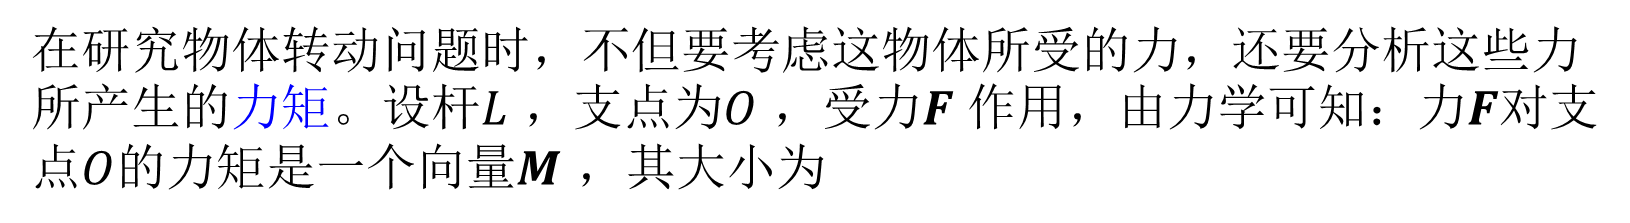 在研究物体转动问题时，不但要考虑这物体所受的力，还要分析这些力
所产生的力矩。设杆L ，支点为O ，受力F 作用，由力学可知：力F对支
点O的力矩是一个向量M ，其大小为